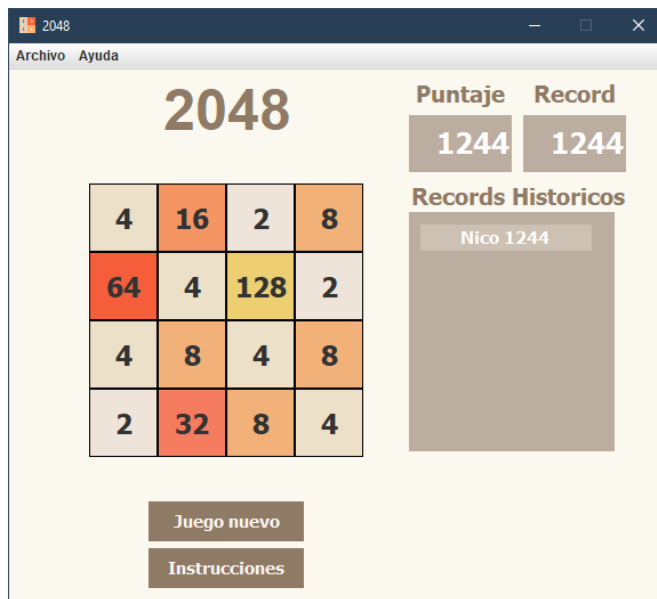 2048
Archivo Ayuda
2048
Puntaje Record
1244 1244
Records Historicos
Nico 1244
4 16 2 8
64 4 128 2
4 8 4 8
2 32 8 4
Juego nuevo
Instrucciones